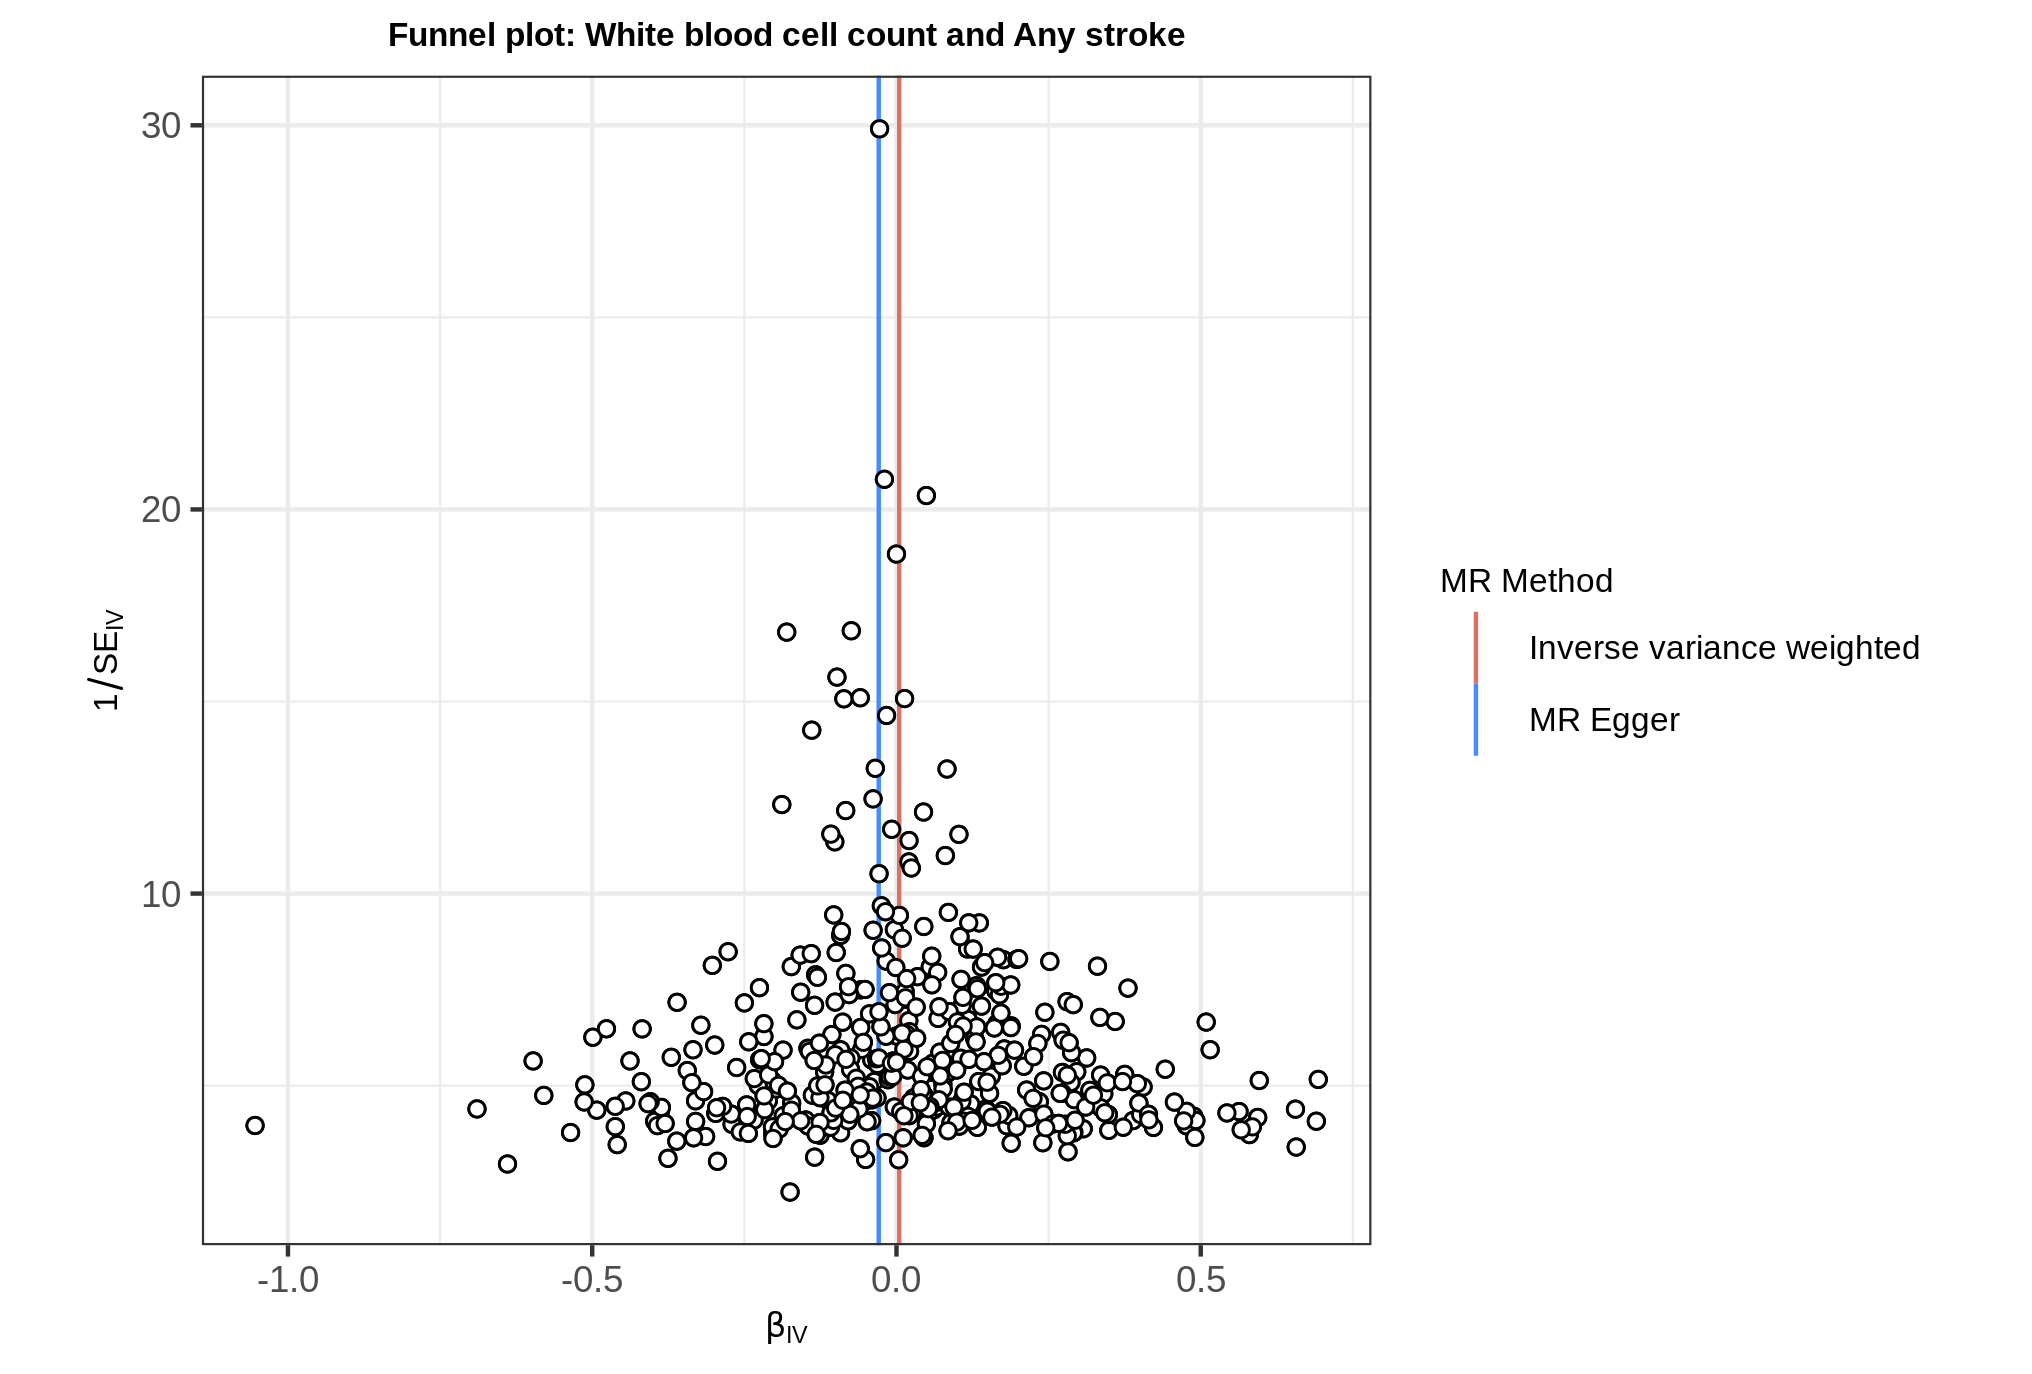 Funnel plot: White blood cell count and Any stroke
30
20
10
1/SE_IV
-1.0
-0.5
0.0
0.5
β_IV
MR Method
Inverse variance weighted
MR Egger